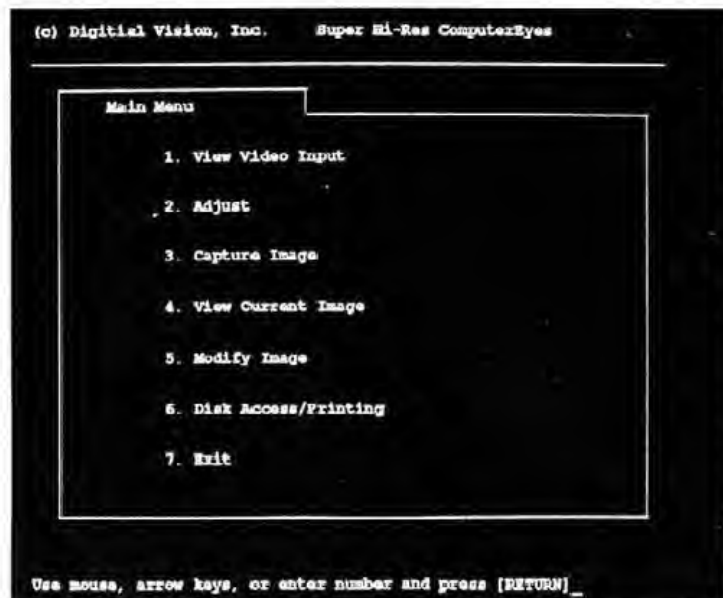 (c) Digitial Vision, Inc. Super Hi-Res ComputerEyes
Main Menu
1. View Video Input
2. Adjust
3. Capture Image
4. View Current Image
5. Modify Image
6. Disk Access/Printing
7. Exit
Use mouse, arrow keys, or enter number and press [RETURN]_